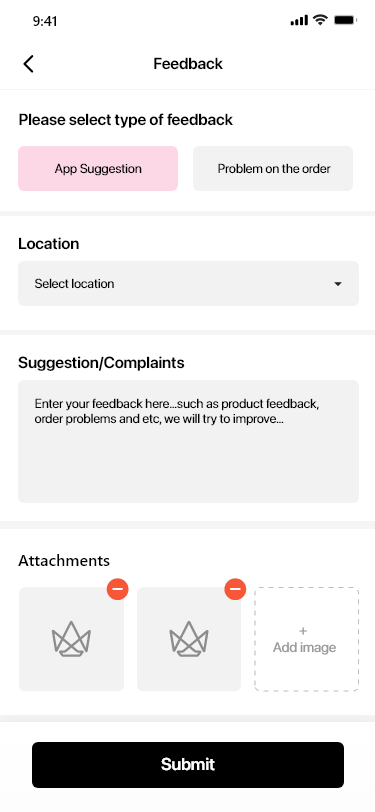 9:41
Feedback
Please select type of feedback
App Suggestion
Problem on the order
Location
Select location
Suggestion/Complaints
Enter your feedback here...such as product feedback,
order problems and etc, we will try to improve...
Attachments
+
Add image
Submit